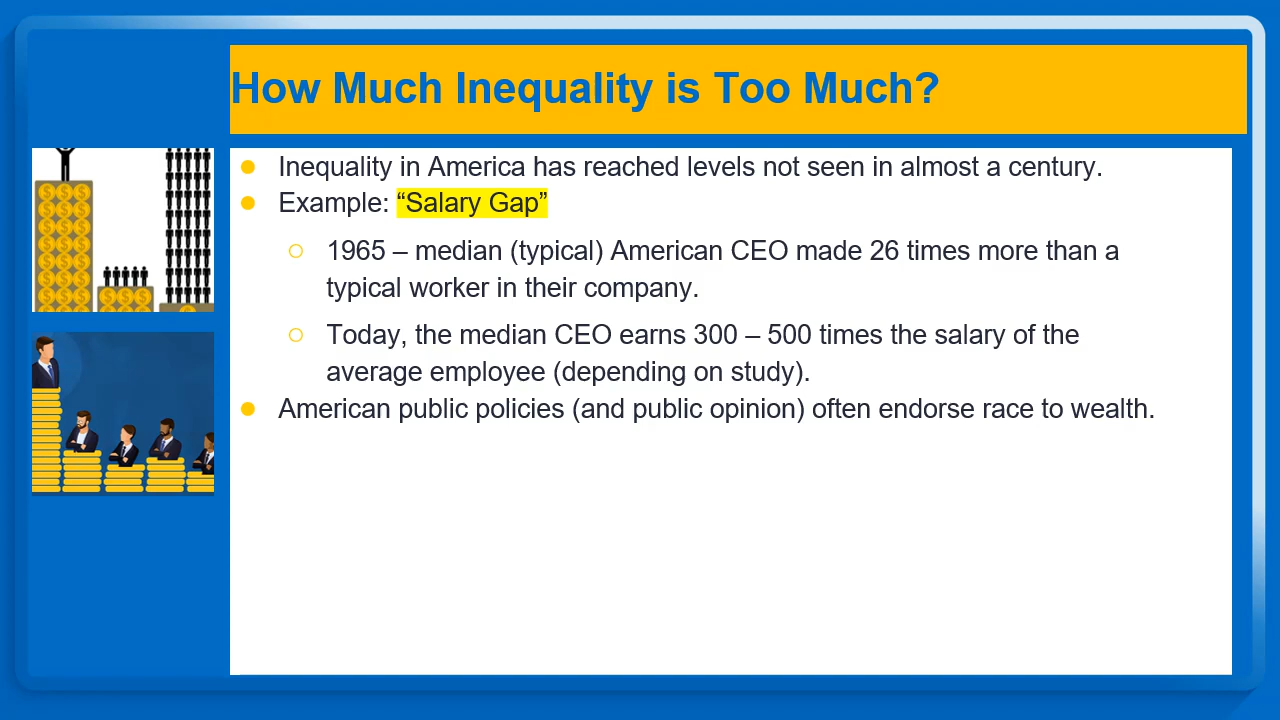 How Much Inequality is Too Much?
Inequality in America has reached levels not seen in almost a century.
Example: “Salary Gap”
1965 – median (typical) American CEO made 26 times more than a
typical worker in their company.
Today, the median CEO earns 300 – 500 times the salary of the
average employee (depending on study).
American public policies (and public opinion) often endorse race to wealth.